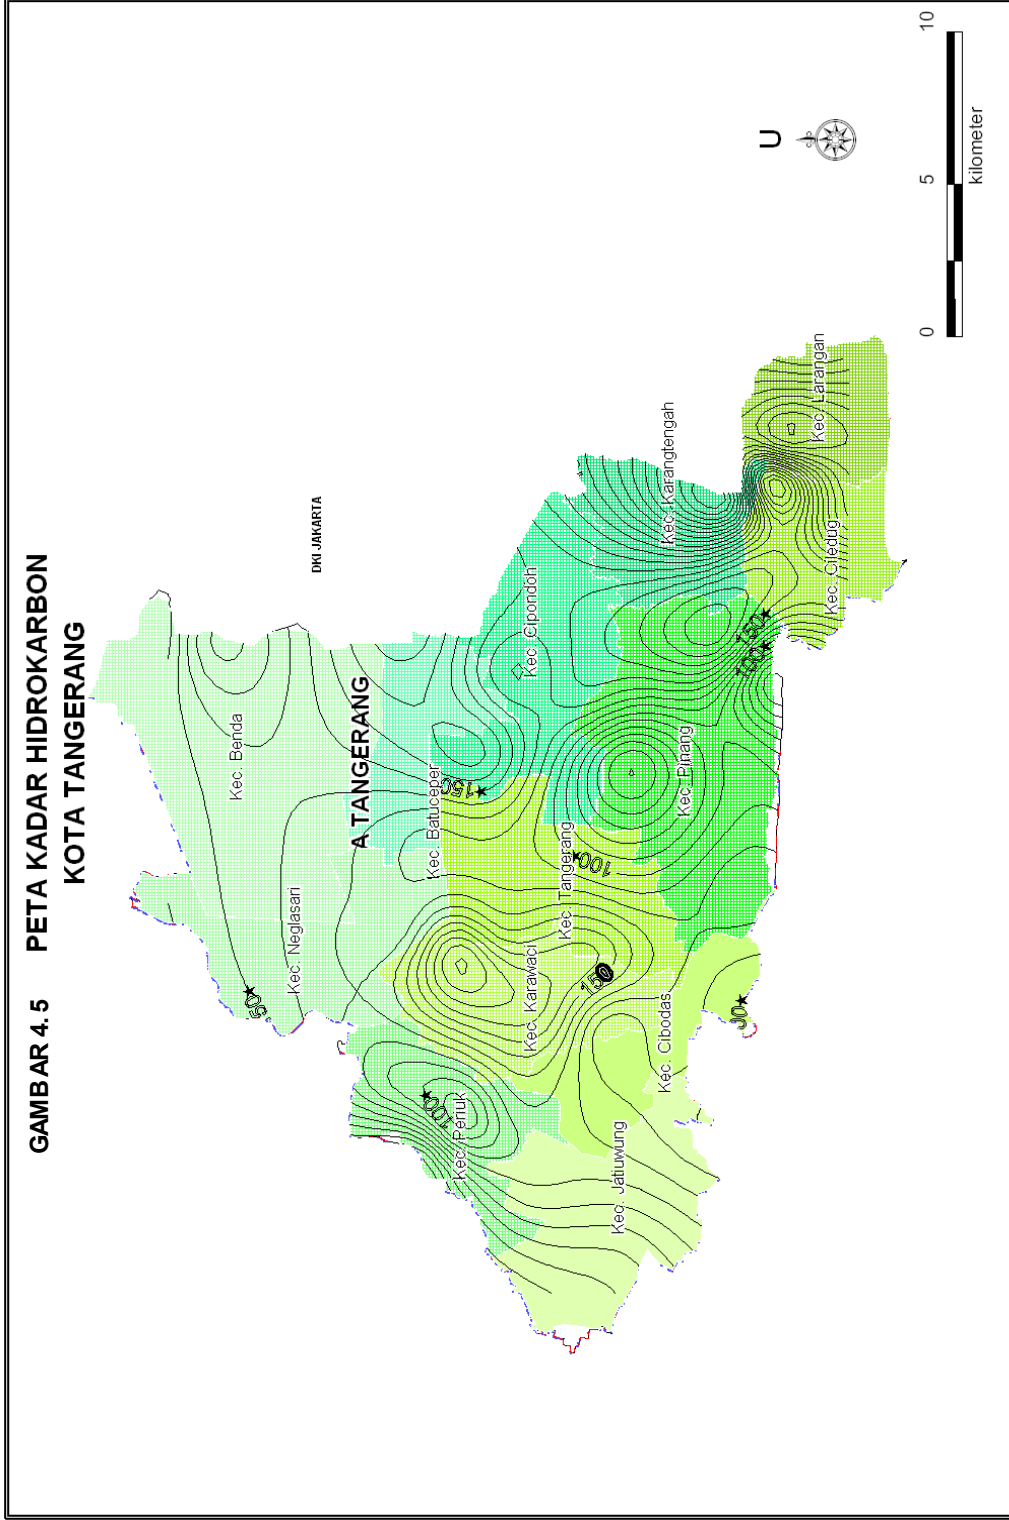 GAMBAR 4.5 PETA KADAR HIDROKARBON
KOTA TANGERANG
DKI JAKARTA
A TANGERANG
Kec. Benda
Kec. Neglasari
Kec. Batuceper
Kec. Cipondoh
Kec. Karangtengah
Kec. Larangan
Kec. Ciledug
Kec. Pinang
Kec. Tangerang
Kec. Karawaci
Kec. Cibodas
Kec. Periuk
Kec. Jatiuwung
50
150
100
100
150
150
100
U
0 5 10
kilometer